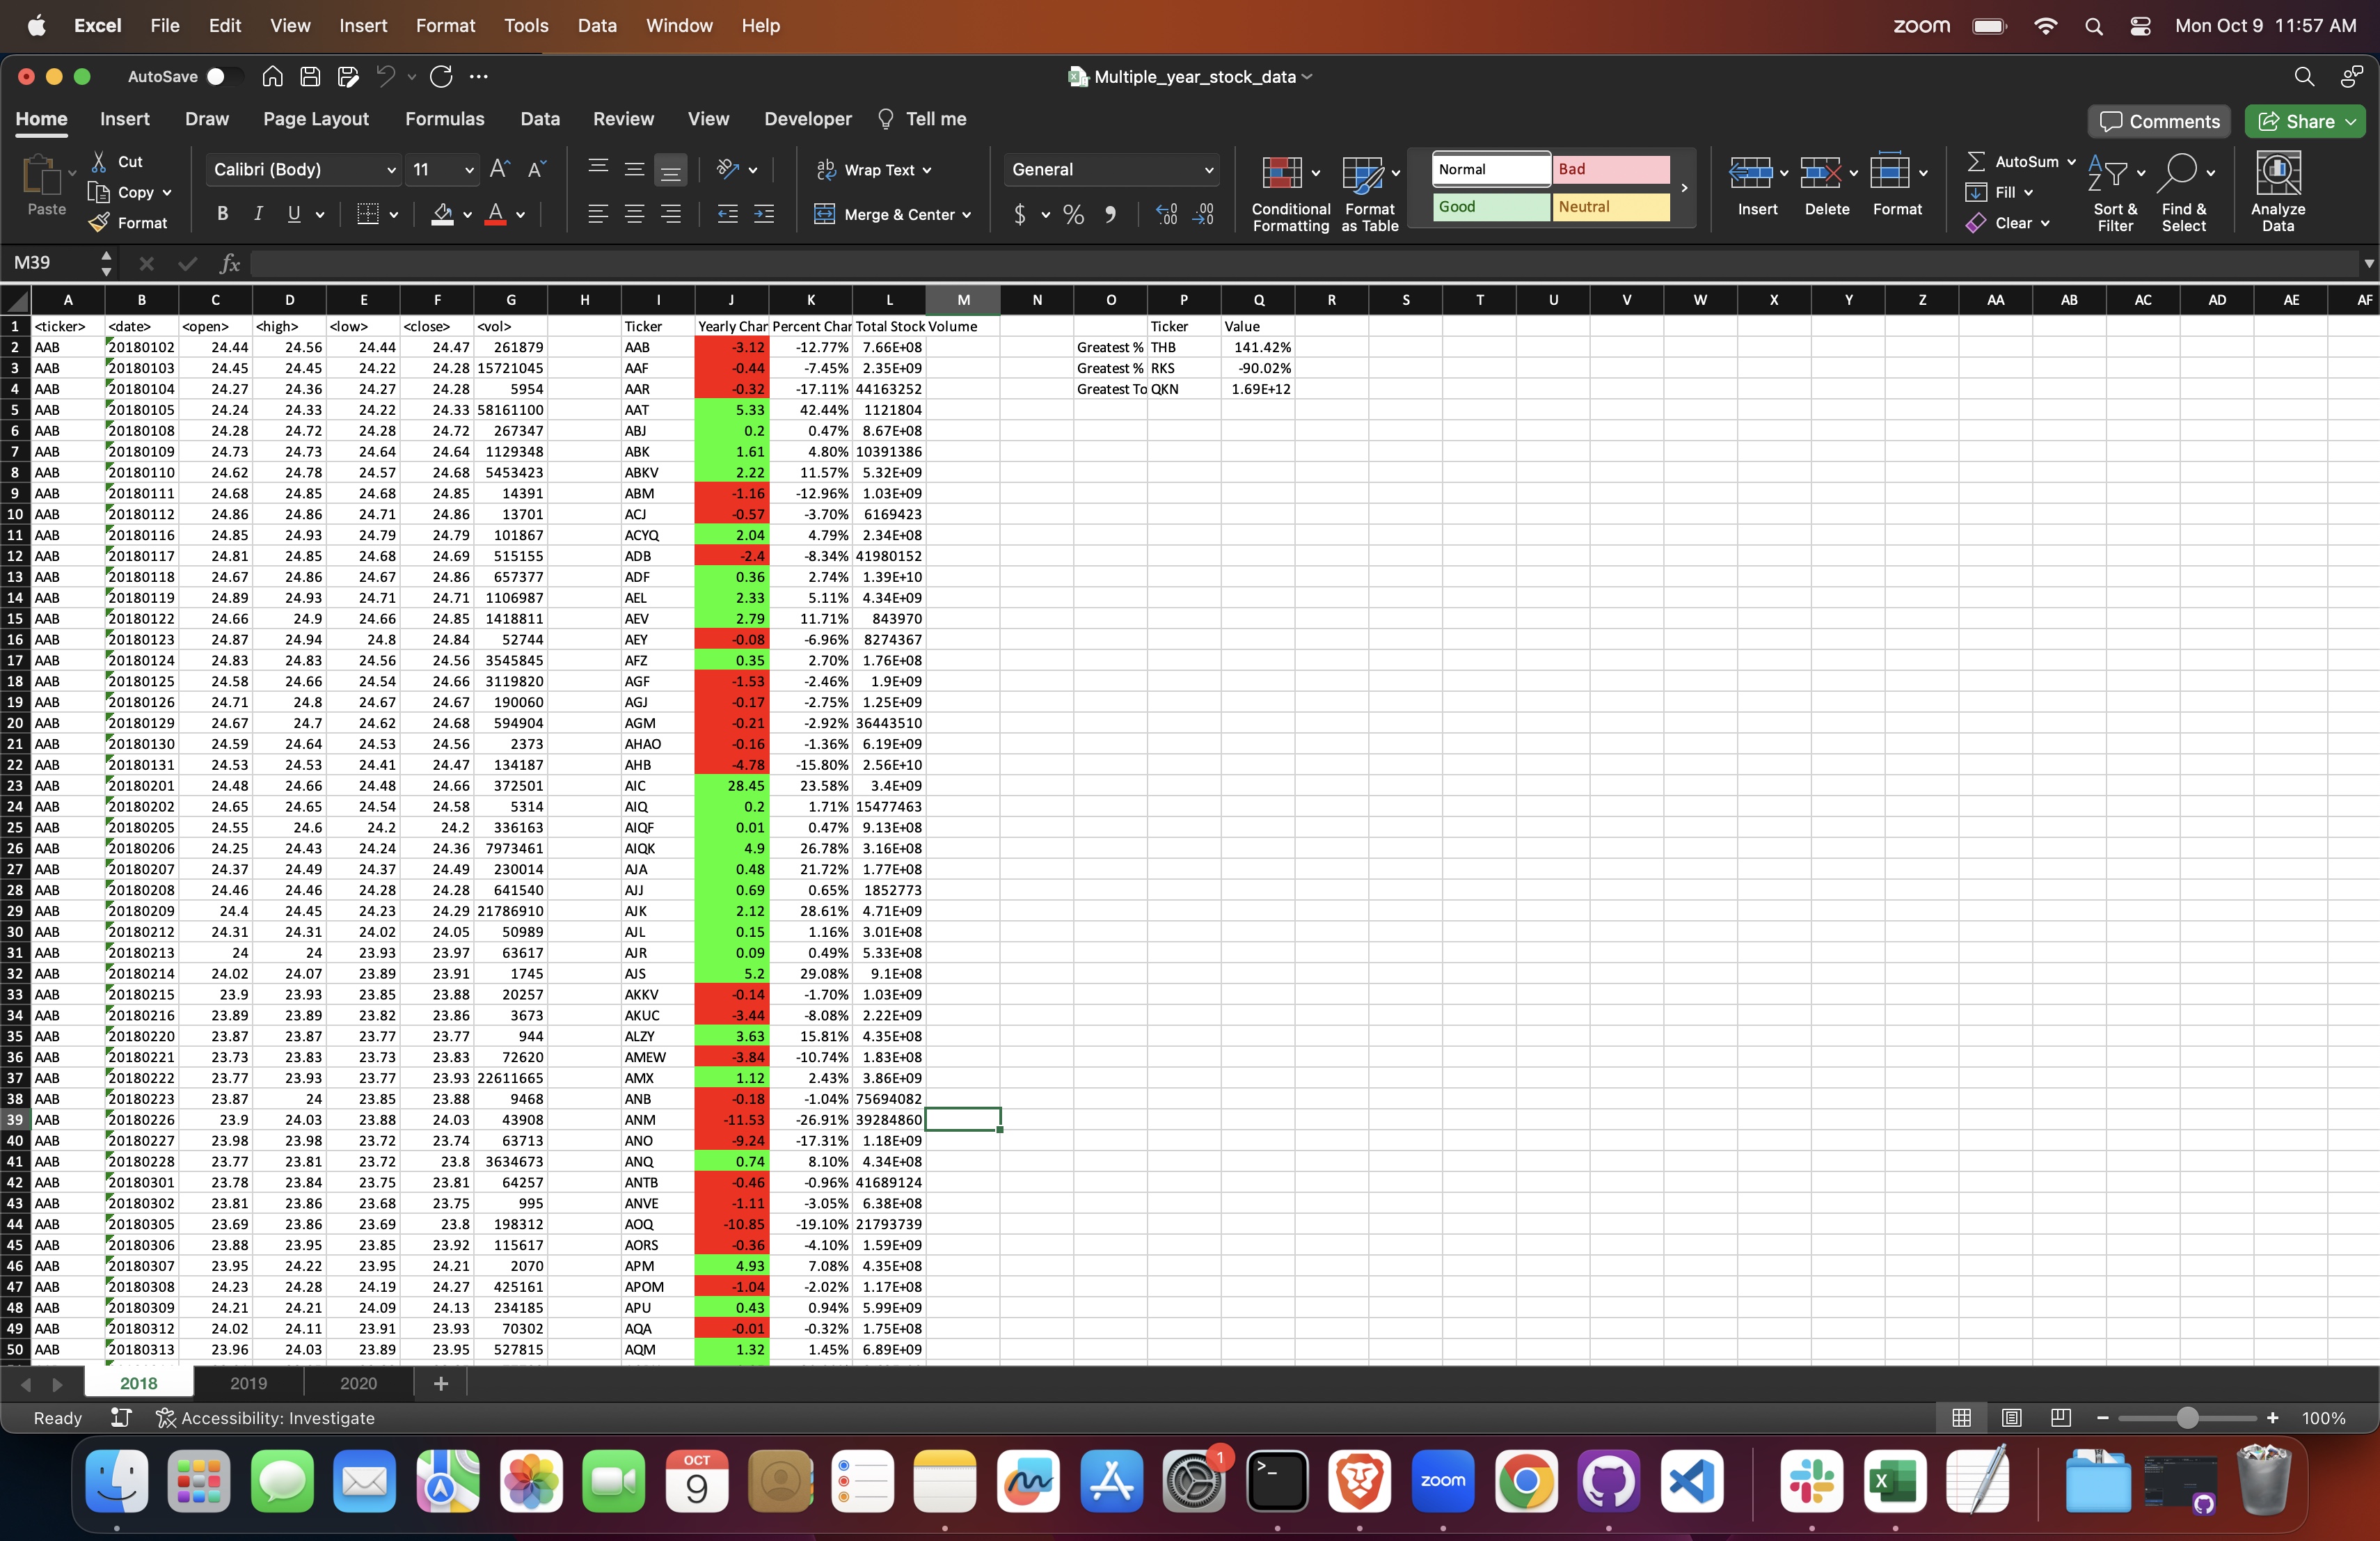 Excel File Edit View Insert Format Tools Data Window Help zoom Mon Oct 9 11:57 AM
AutoSave Multiple_year_stock_data
Home Insert Draw Page Layout Formulas Data Review View Developer Tell me Comments Share
Paste Cut Copy Format Calibri (Body) 11 A A Wrap Text General Normal Bad AutoSum
B I U A Merge & Center $ % Conditional Formatting Format as Table Good Neutral Insert Delete Format Fill Clear Sort & Filter Find & Select Analyze Data
M39 fx
A B C D E F G H I J K L M N O P Q R S T U V W X Y Z AA AB AC AD AE AF
1 <ticker> <date> <open> <high> <low> <close> <vol> Ticker Yearly Char Percent Char Total Stock Volume Ticker Value
2 AAB 20180102 24.44 24.56 24.44 24.47 261879 AAB -3.12 -12.77% 7.66E+08 Greatest % THB 141.42%
3 AAB 20180103 24.45 24.45 24.22 24.28 15721045 AAF -0.44 -7.45% 2.35E+09 Greatest % RKS -90.02%
4 AAB 20180104 24.27 24.36 24.27 24.28 5954 AAR -0.32 -17.11% 44163252 Greatest To QKN 1.69E+12
5 AAB 20180105 24.24 24.33 24.22 24.33 58161100 AAT 5.33 42.44% 1121804
6 AAB 20180108 24.28 24.72 24.28 24.72 267347 ABJ 0.2 0.47% 8.67E+08
7 AAB 20180109 24.73 24.73 24.64 24.64 1129348 ABK 1.61 4.80% 10391386
8 AAB 20180110 24.62 24.78 24.57 24.68 5453423 ABKV 2.22 11.57% 5.32E+09
9 AAB 20180111 24.68 24.85 24.68 24.85 14391 ABM -1.16 -12.96% 1.03E+09
10 AAB 20180112 24.86 24.86 24.71 24.86 13701 ACJ -0.57 -3.70% 6169423
11 AAB 20180116 24.85 24.93 24.79 24.79 101867 ACYQ 2.04 4.79% 2.34E+08
12 AAB 20180117 24.81 24.85 24.68 24.69 515155 ADB -2.4 -8.34% 41980152
13 AAB 20180118 24.67 24.86 24.67 24.86 657377 ADF 0.36 2.74% 1.39E+10
14 AAB 20180119 24.89 24.93 24.71 24.71 1106987 AEL 2.33 5.11% 4.34E+09
15 AAB 20180122 24.66 24.9 24.66 24.85 1418811 AEV 2.79 11.71% 843970
16 AAB 20180123 24.87 24.94 24.8 24.84 52744 AEY -0.08 -6.96% 8274367
17 AAB 20180124 24.83 24.83 24.56 24.56 3545845 AFZ 0.35 2.70% 1.76E+08
18 AAB 20180125 24.58 24.66 24.54 24.66 3119820 AGF -1.53 -2.46% 1.9E+09
19 AAB 20180126 24.71 24.8 24.67 24.67 190060 AGJ -0.17 -2.75% 1.25E+09
20 AAB 20180129 24.67 24.7 24.62 24.68 594904 AGM -0.21 -2.92% 36443510
21 AAB 20180130 24.59 24.64 24.53 24.56 2373 AHAO -0.16 -1.36% 6.19E+09
22 AAB 20180131 24.53 24.53 24.41 24.47 134187 AHB -4.78 -15.80% 2.56E+10
23 AAB 20180201 24.48 24.66 24.48 24.66 372501 AIC 28.45 23.58% 3.4E+09
24 AAB 20180202 24.65 24.65 24.54 24.58 5314 AIQ 0.2 1.71% 15477463
25 AAB 20180205 24.55 24.6 24.2 24.2 336163 AIQF 0.01 0.47% 9.13E+08
26 AAB 20180206 24.25 24.43 24.24 24.36 7973461 AIQK 4.9 26.78% 3.16E+08
27 AAB 20180207 24.37 24.49 24.37 24.49 230014 AJA 0.48 21.72% 1.77E+08
28 AAB 20180208 24.46 24.46 24.28 24.28 641540 AJJ 0.69 0.65% 1852773
29 AAB 20180209 24.4 24.45 24.23 24.29 21786910 AJK 2.12 28.61% 4.71E+09
30 AAB 20180212 24.31 24.31 24.02 24.05 50989 AJL 0.15 1.16% 3.01E+08
31 AAB 20180213 24 24 23.93 23.97 63617 AJR 0.09 0.49% 5.33E+08
32 AAB 20180214 24.02 24.07 23.89 23.91 1745 AJS 5.2 29.08% 9.1E+08
33 AAB 20180215 23.9 23.93 23.85 23.88 20257 AKKV -0.14 -1.70% 1.03E+09
34 AAB 20180216 23.89 23.89 23.82 23.86 3673 AKUC -3.44 -8.08% 2.22E+09
35 AAB 20180220 23.87 23.87 23.77 23.77 944 ALZY 3.63 15.81% 4.35E+08
36 AAB 20180221 23.73 23.83 23.73 23.83 72620 AMEW -3.84 -10.74% 1.83E+08
37 AAB 20180222 23.77 23.93 23.77 23.93 22611665 AMX 1.12 2.43% 3.86E+09
38 AAB 20180223 23.87 24 23.85 23.88 9468 ANB -0.18 -1.04% 75694082
39 AAB 20180226 23.9 24.03 23.88 24.03 43908 ANM -11.53 -26.91% 39284860
40 AAB 20180227 23.98 23.98 23.72 23.74 63713 ANO -9.24 -17.31% 1.18E+09
41 AAB 20180228 23.77 23.81 23.72 23.8 3634673 ANQ 0.74 8.10% 4.34E+08
42 AAB 20180301 23.78 23.84 23.75 23.81 64257 ANTB -0.46 -0.96% 41689124
43 AAB 20180302 23.81 23.86 23.68 23.75 995 ANVE -1.11 -3.05% 6.38E+08
44 AAB 20180305 23.69 23.86 23.69 23.8 198312 AOQ -10.85 -19.10% 21793739
45 AAB 20180306 23.88 23.95 23.85 23.92 115617 AORS -0.36 -4.10% 1.59E+09
46 AAB 20180307 23.95 24.22 23.95 24.21 2070 APM 4.93 7.08% 4.35E+08
47 AAB 20180308 24.23 24.28 24.19 24.27 425161 APOM -1.04 -2.02% 1.17E+08
48 AAB 20180309 24.21 24.21 24.09 24.13 234185 APU 0.43 0.94% 5.99E+09
49 AAB 20180312 24.02 24.11 23.91 23.93 70302 AQA -0.01 -0.32% 1.75E+08
50 AAB 20180313 23.96 24.03 23.89 23.95 527815 AQM 1.32 1.45% 6.89E+09
2018 2019 2020 +
Ready Accessibility: Investigate 100%
OCT 9 1 zoom